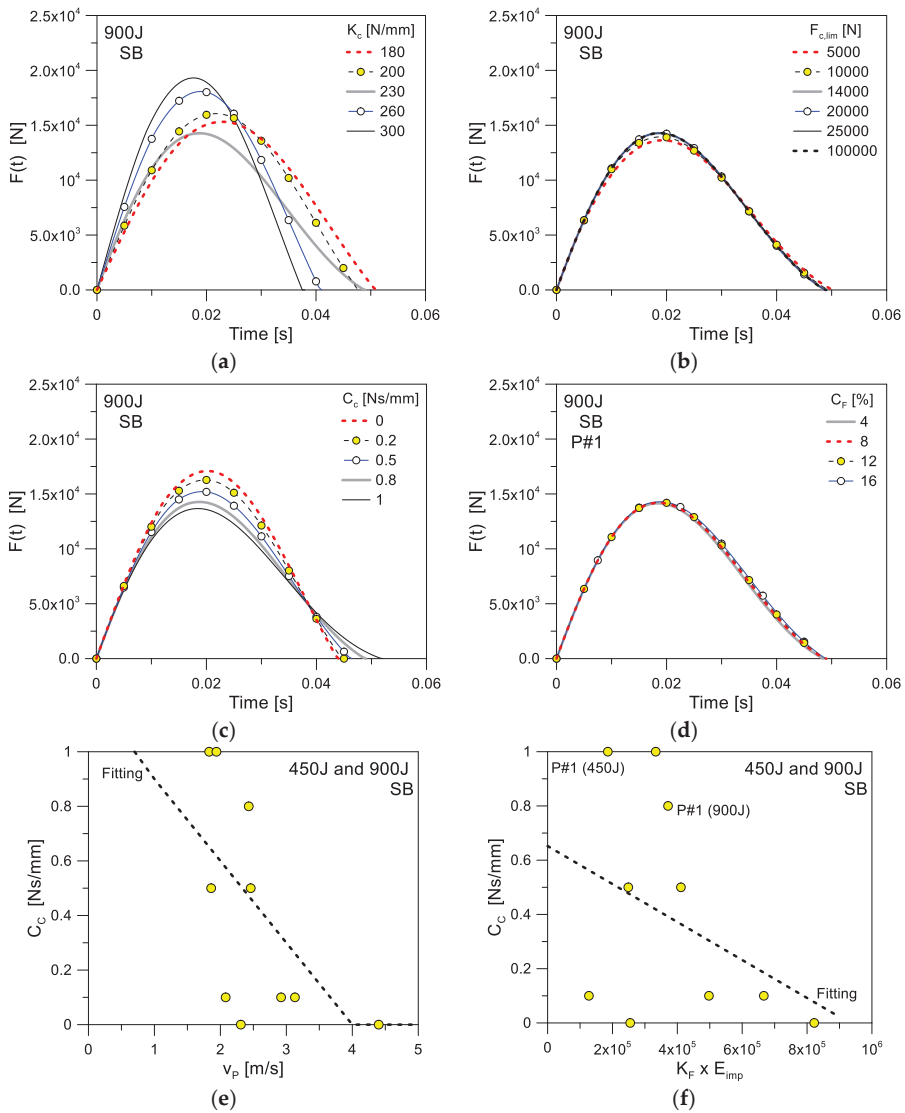 900J
SB
K_c [N/mm]
180
200
230
260
300
2.5x10⁴
2.0x10⁴
1.5x10⁴
10⁴
5.0x10³
0.0
F(t) [N]
0
0.02
0.04
0.06
Time [s]
(a)
900J
SB
F_c,lim [N]
5000
10000
14000
20000
25000
100000
2.5x10⁴
2.0x10⁴
1.5x10⁴
10⁴
5.0x10³
0.0
F(t) [N]
0
0.02
0.04
0.06
Time [s]
(b)
900J
SB
C_c [Ns/mm]
0
0.2
0.5
0.8
1
2.5x10⁴
2.0x10⁴
1.5x10⁴
10⁴
5.0x10³
0.0
F(t) [N]
0
0.02
0.04
0.06
Time [s]
(c)
900J
SB
P#1
C_F [%]
4
8
12
16
2.5x10⁴
2.0x10⁴
1.5x10⁴
10⁴
5.0x10³
0.0
F(t) [N]
0
0.02
0.04
0.06
Time [s]
(d)
450J and 900J
SB
Fitting
1
0.8
0.6
0.4
0.2
0
C_C [Ns/mm]
0
1
2
3
4
5
v_P [m/s]
(e)
450J and 900J
SB
P#1 (450J)
P#1 (900J)
Fitting
1
0.8
0.6
0.4
0.2
0
C_C [Ns/mm]
0
2x10⁵
4x10⁵
6x10⁵
8x10⁵
10⁶
K_F x E_imp
(f)